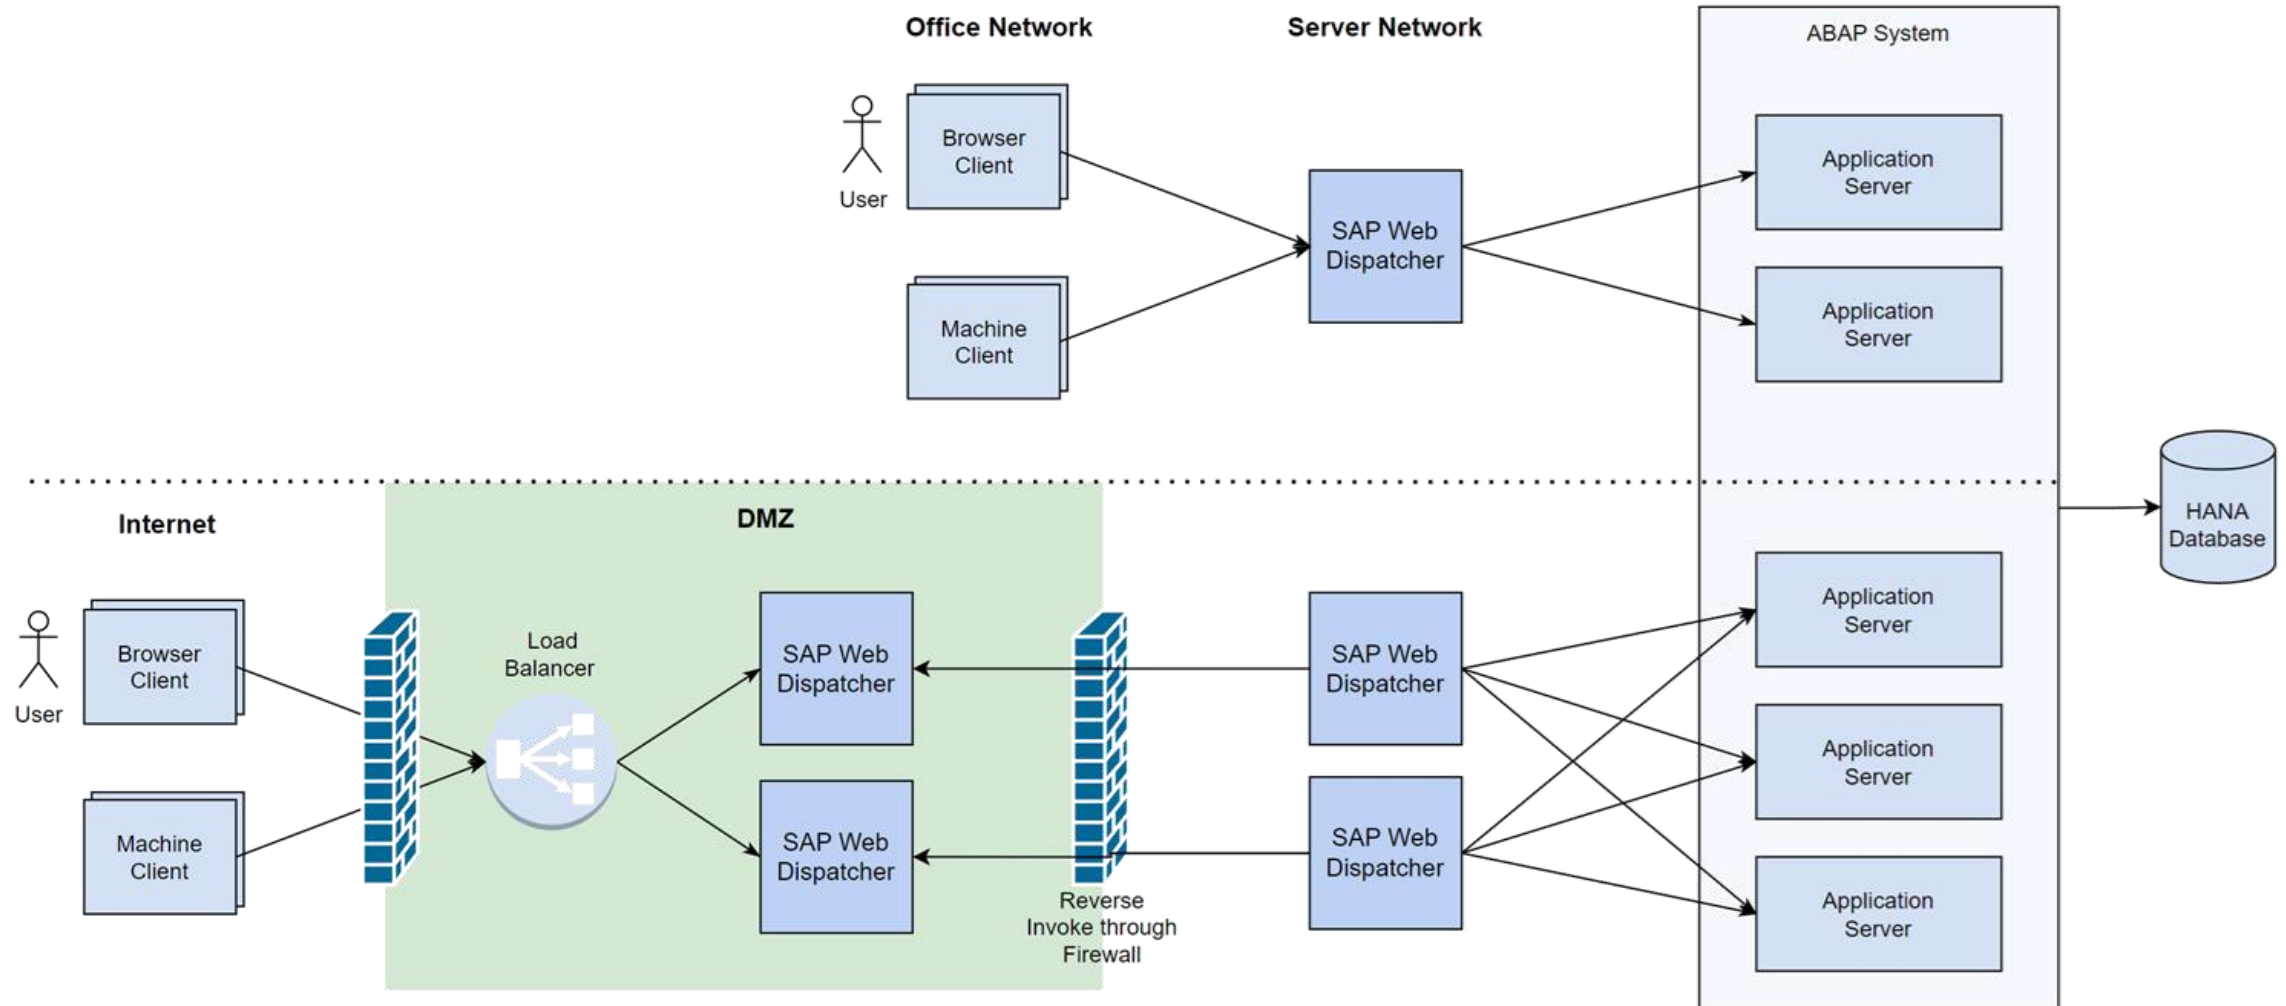 Office Network
Server Network
ABAP System
Browser
Client
User
Machine
Client
SAP Web
Dispatcher
Application
Server
Application
Server
HANA
Database
Internet
DMZ
Browser
Client
User
Machine
Client
Load
Balancer
SAP Web
Dispatcher
SAP Web
Dispatcher
Reverse
Invoke through
Firewall
SAP Web
Dispatcher
SAP Web
Dispatcher
Application
Server
Application
Server
Application
Server